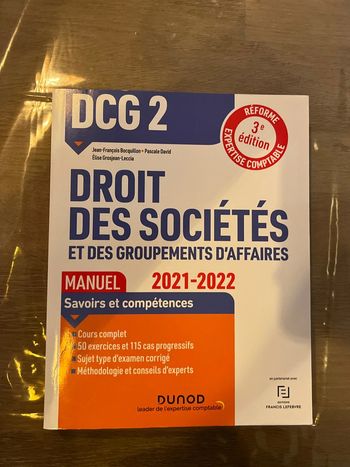 DCG 2
RÉFORME
3e édition
EXPERTISE COMPTABLE
Jean-François Bocquillon • Pascale David
Élise Grosjean-Leccia
DROIT
DES SOCIÉTÉS
ET DES GROUPEMENTS D'AFFAIRES
MANUEL 2021-2022
Savoirs et compétences
Cours complet
50 exercices et 115 cas progressifs
Sujet type d'examen corrigé
Méthodologie et conseils d'experts
en partenariat avec
EFL
ÉDITIONS
FRANCIS LEFEBVRE
DUNOD
leader de l'expertise comptable